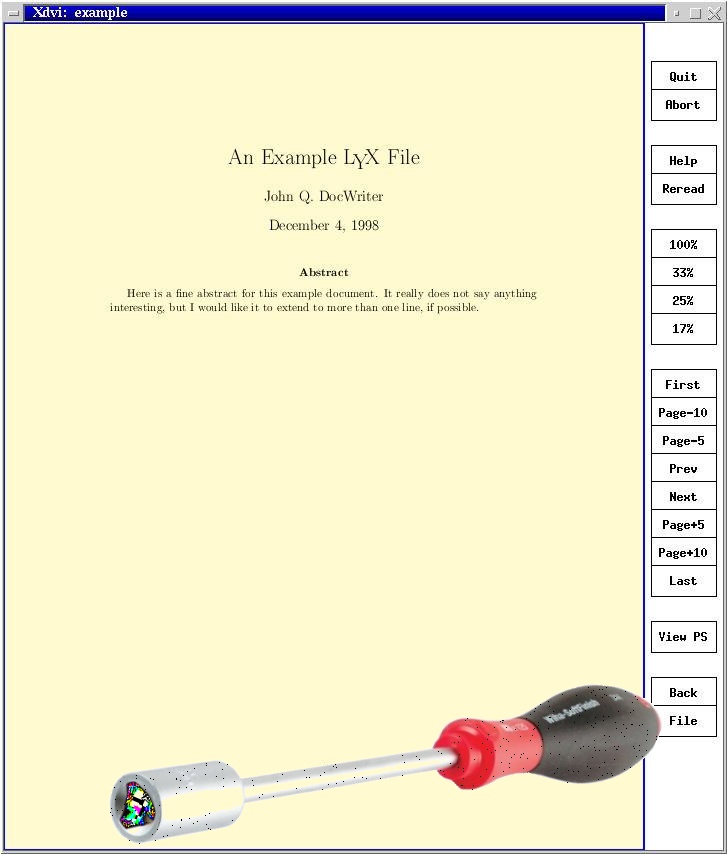 Xdvi: example
An Example LYX File
John Q. DocWriter
December 4, 1998
Abstract
Here is a fine abstract for this example document. It really does not say anything
interesting, but I would like it to extend to more than one line, if possible.
Quit
Abort
Help
Reread
100%
33%
25%
17%
First
Page-10
Page-5
Prev
Next
Page+5
Page+10
Last
View PS
Back
File
Wiha-SoftFinish